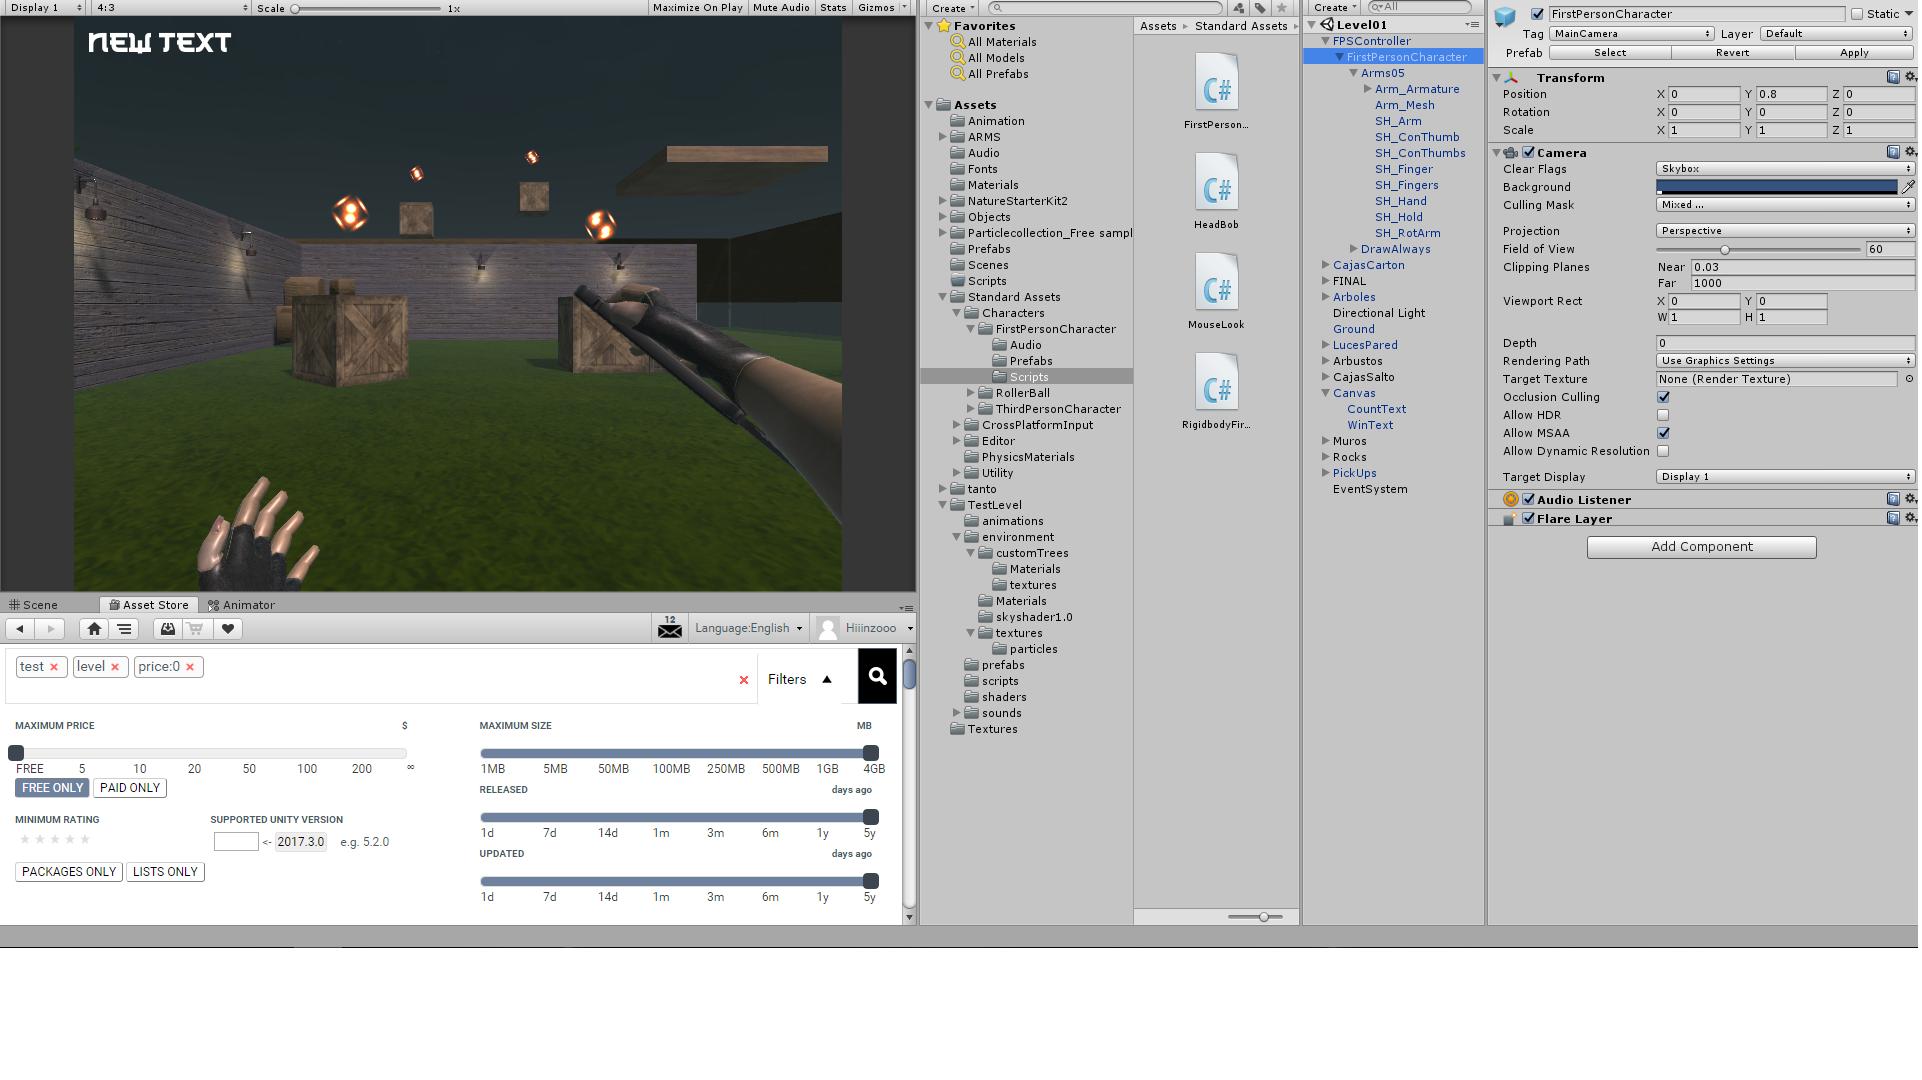 Display 1
4:3
Scale
1x
Maximize On Play
Mute Audio
Stats
Gizmos
NEW TEXT
Scene
Asset Store
Animator
12
Language:English
Hiiinzooo
test
level
price:0
Filters
MAXIMUM PRICE
$
FREE
5
10
20
50
100
200
∞
FREE ONLY
PAID ONLY
MINIMUM RATING
SUPPORTED UNITY VERSION
<- 2017.3.0
e.g. 5.2.0
PACKAGES ONLY
LISTS ONLY
MAXIMUM SIZE
MB
1MB
5MB
50MB
100MB
250MB
500MB
1GB
4GB
RELEASED
days ago
1d
7d
14d
1m
3m
6m
1y
5y
UPDATED
days ago
1d
7d
14d
1m
3m
6m
1y
5y
Create
Favorites
All Materials
All Models
All Prefabs
Assets
Animation
ARMS
Audio
Fonts
Materials
NatureStarterKit2
Objects
Particlecollection_Free sampl
Prefabs
Scenes
Scripts
Standard Assets
Characters
FirstPersonCharacter
Audio
Prefabs
Scripts
RollerBall
ThirdPersonCharacter
CrossPlatformInput
Editor
PhysicsMaterials
Utility
tanto
TestLevel
animations
environment
customTrees
Materials
textures
Materials
skyshader1.0
textures
particles
prefabs
scripts
shaders
sounds
Textures
Assets
Standard Assets
C#
FirstPerson...
C#
HeadBob
C#
MouseLook
C#
RigidbodyFir...
Create
All
Level01
FPSController
FirstPersonCharacter
Arms05
Arm_Armature
Arm_Mesh
SH_Arm
SH_ConThumb
SH_ConThumbs
SH_Finger
SH_Fingers
SH_Hand
SH_Hold
SH_RotArm
DrawAlways
CajasCarton
FINAL
Arboles
Directional Light
Ground
LucesPared
Arbustos
CajasSalto
Canvas
CountText
WinText
Muros
Rocks
PickUps
EventSystem
FirstPersonCharacter
Static
Tag MainCamera
Layer Default
Prefab Select Revert Apply
Transform
Position X 0 Y 0.8 Z 0
Rotation X 0 Y 0 Z 0
Scale X 1 Y 1 Z 1
Camera
Clear Flags Skybox
Background
Culling Mask Mixed ...
Projection Perspective
Field of View 60
Clipping Planes Near 0.03
Far 1000
Viewport Rect X 0 Y 0
W 1 H 1
Depth 0
Rendering Path Use Graphics Settings
Target Texture None (Render Texture)
Occlusion Culling
Allow HDR
Allow MSAA
Allow Dynamic Resolution
Target Display Display 1
Audio Listener
Flare Layer
Add Component